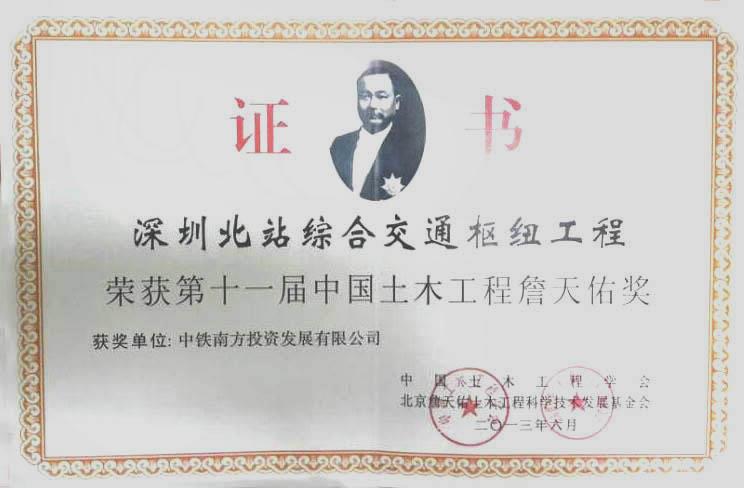 证书
深圳北站综合交通枢纽工程
荣获第十一届中国土木工程詹天佑奖
获奖单位: 中铁南方投资发展有限公司
中国土木工程学会
北京詹天佑土木工程科学技术发展基金会
二〇一三年六月